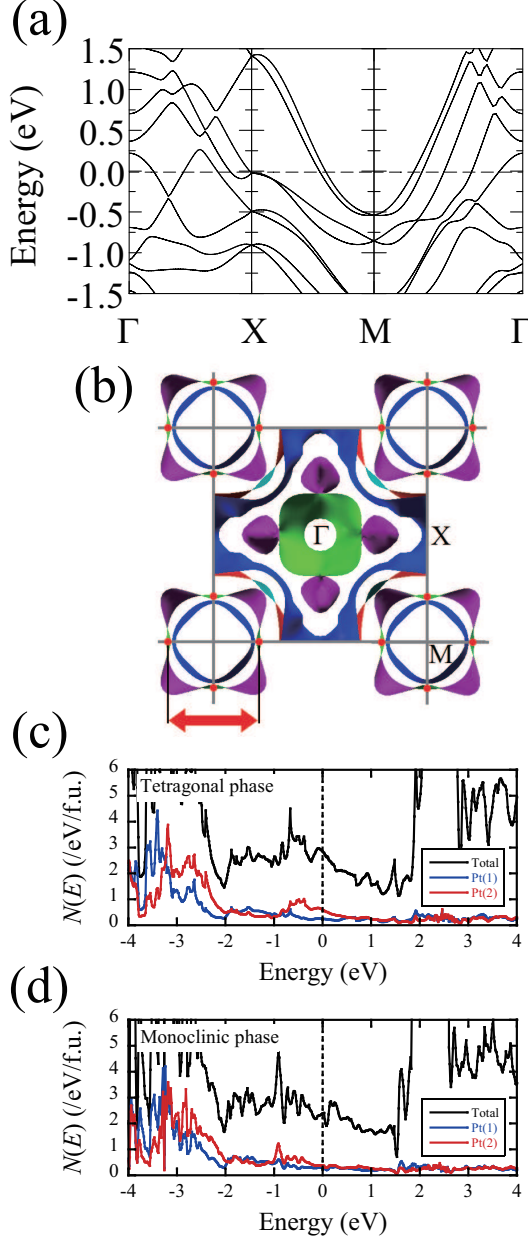 (a)
Energy (eV)
1.5
1.0
0.5
0.0
-0.5
-1.0
-1.5
Γ X M Γ
(b)
Γ
X
M
(c)
N(E) (/eV/f.u.)
6
5
4
3
2
1
0
Tetragonal phase
Total
Pt(1)
Pt(2)
-4 -3 -2 -1 0 1 2 3 4
Energy (eV)
(d)
N(E) (/eV/f.u.)
6
5
4
3
2
1
0
Monoclinic phase
Total
Pt(1)
Pt(2)
-4 -3 -2 -1 0 1 2 3 4
Energy (eV)